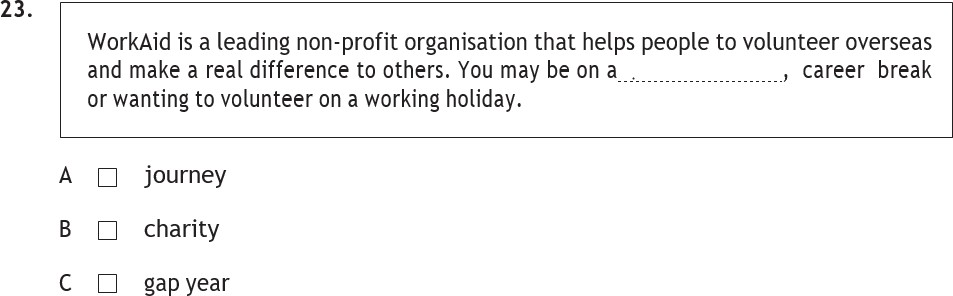 23.
WorkAid is a leading non-profit organisation that helps people to volunteer overseas
and make a real difference to others. You may be on a ...................., career break
or wanting to volunteer on a working holiday.
A journey
B charity
C gap year